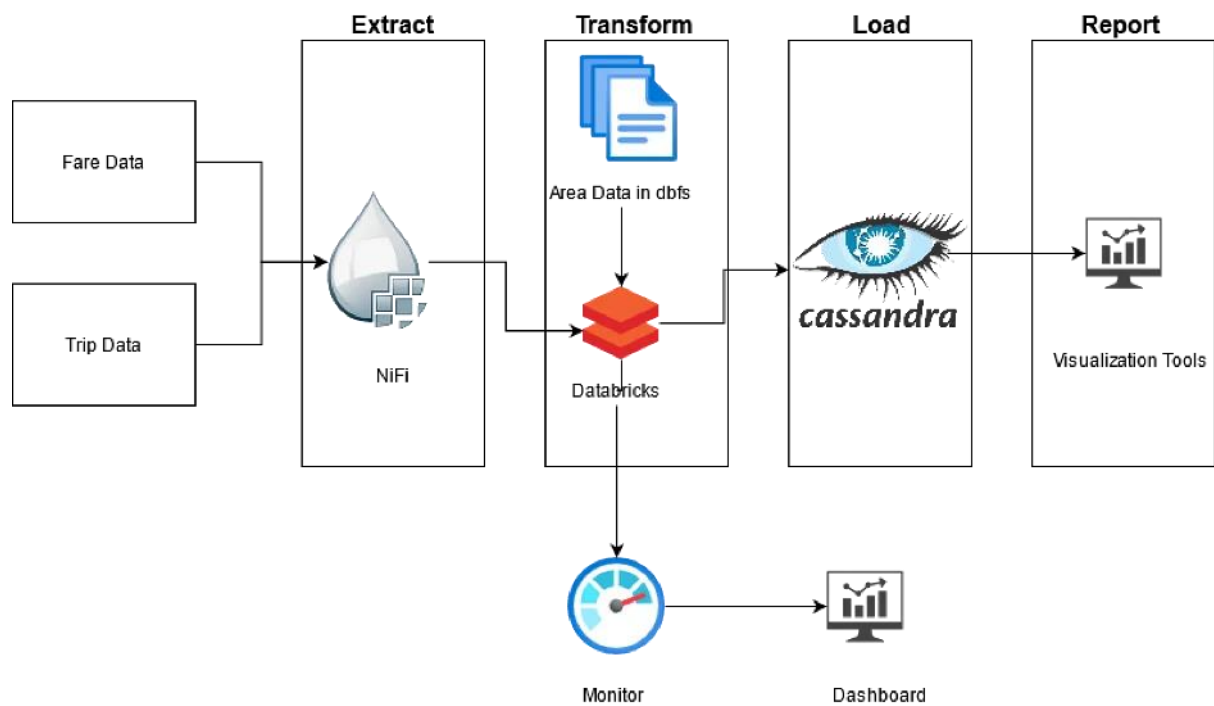 Extract
Transform
Load
Report
Fare Data
Trip Data
NiFi
Area Data in dbfs
Databricks
cassandra
Visualization Tools
Monitor
Dashboard